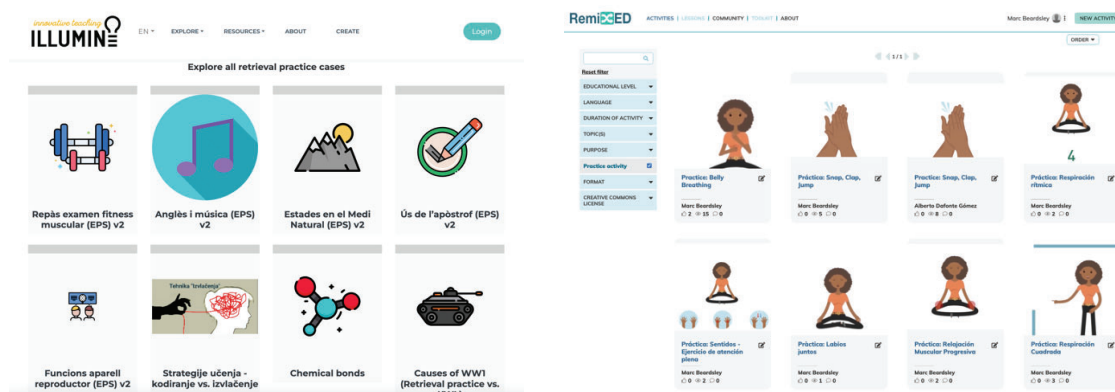 innovative teaching
ILLUMINE
EN
EXPLORE
RESOURCES
ABOUT
CREATE
Login
Explore all retrieval practice cases
Repàs examen fitness
muscular (EPS) v2
Anglès i música (EPS)
v2
Estades en el Medi
Natural (EPS) v2
Ús de l'apòstrof (EPS)
v2
Tehnika "Izvlačenja"
Funcions aparell
reproductor (EPS) v2
Strategije učenja -
kodiranje vs. izvlačenje
Chemical bonds
Causes of WW1
(Retrieval practice vs.
RemiXED
ACTIVITIES | LESSONS | COMMUNITY | TOOLKIT | ABOUT
Marc Beardsley
NEW ACTIVITY
ORDER
1/1
Reset filter
EDUCATIONAL LEVEL
LANGUAGE
DURATION OF ACTIVITY
TOPIC(S)
PURPOSE
Practice activity
FORMAT
CREATIVE COMMONS
LICENSE
Practice: Belly
Breathing
Marc Beardsley
2 15 0
Práctica: Snap, Clap,
Jump
Marc Beardsley
0 5 0
Practice: Snap, Clap,
Jump
Alberto Dafonte Gómez
0 8 0
4
Práctica: Respiración
rítmica
Marc Beardsley
0 2 0
Práctica: Sentidos -
Ejercicio de atención
plena
Marc Beardsley
0 2 0
Práctica: Labios
juntos
Marc Beardsley
0 1 0
Práctica: Relajación
Muscular Progresiva
Marc Beardsley
0 2 0
Práctica: Respiración
Cuadrada
Marc Beardsley
0 3 0